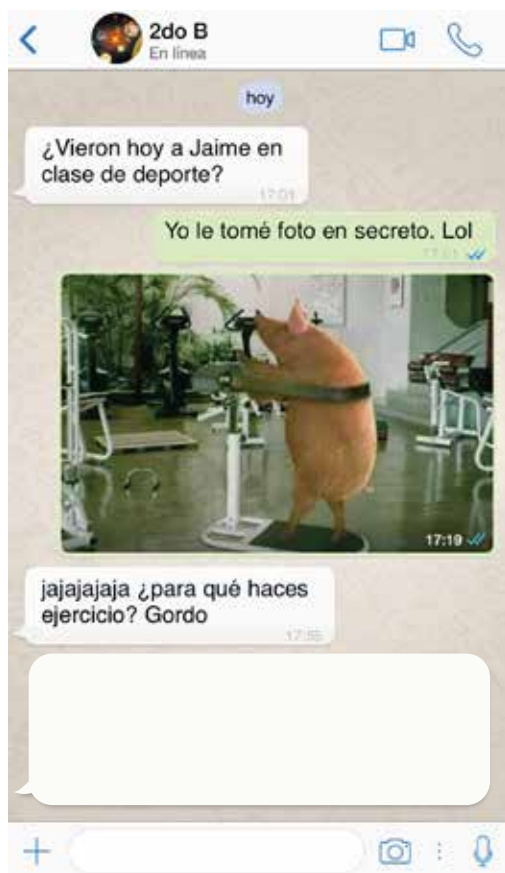 2do B
En línea
hoy
¿Vieron hoy a Jaime en
clase de deporte?
17:01
Yo le tomé foto en secreto. Lol
17:19
jajajajaja ¿para qué haces
ejercicio? Gordo